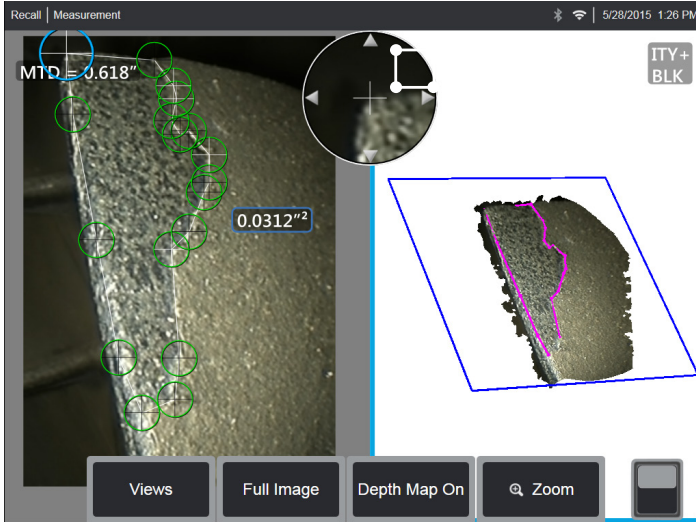 Recall | Measurement
5/28/2015 1:26 PM
MTD = 0.618"
ITY+
BLK
0.0312"²
Views
Full Image
Depth Map On
Zoom